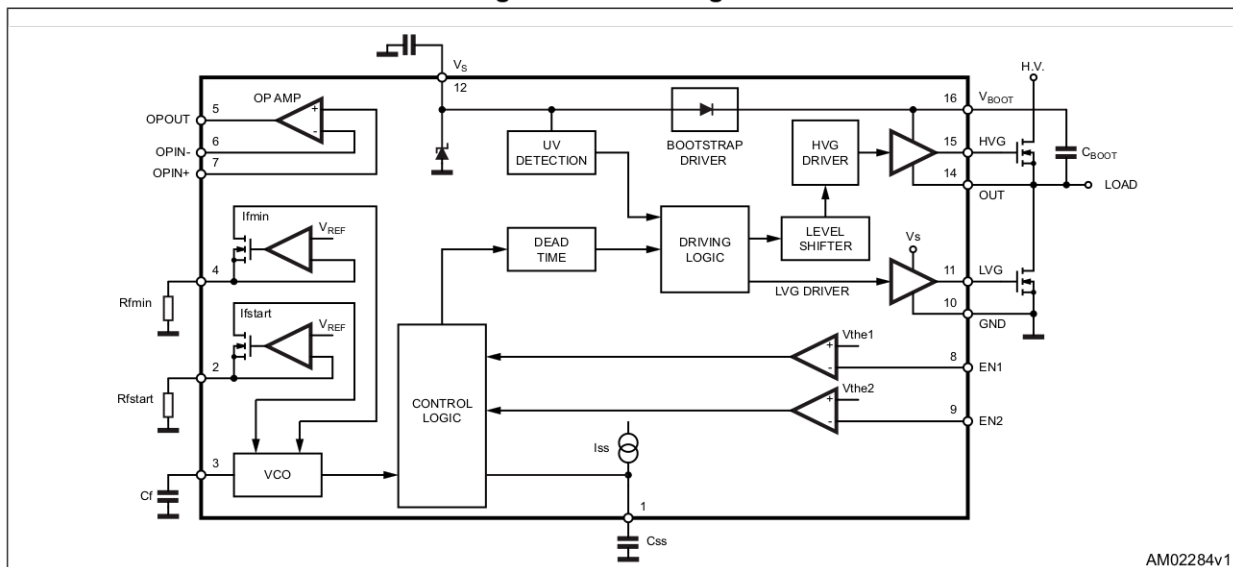 H.V.
VS
12
OP AMP
+
-
5
OPOUT
6
OPIN-
7
OPIN+
16
VBOOT
BOOTSTRAP
DRIVER
UV
DETECTION
HVG
DRIVER
15
HVG
CBOOT
14
OUT
LOAD
Ifmin
VREF
4
Rfmin
DEAD
TIME
DRIVING
LOGIC
LEVEL
SHIFTER
Vs
11
LVG
LVG DRIVER
10
GND
Ifstart
VREF
2
Rfstart
CONTROL
LOGIC
Vthe1
+
-
8
EN1
Vthe2
+
-
9
EN2
Iss
3
VCO
Cf
1
Css
AM02284v1